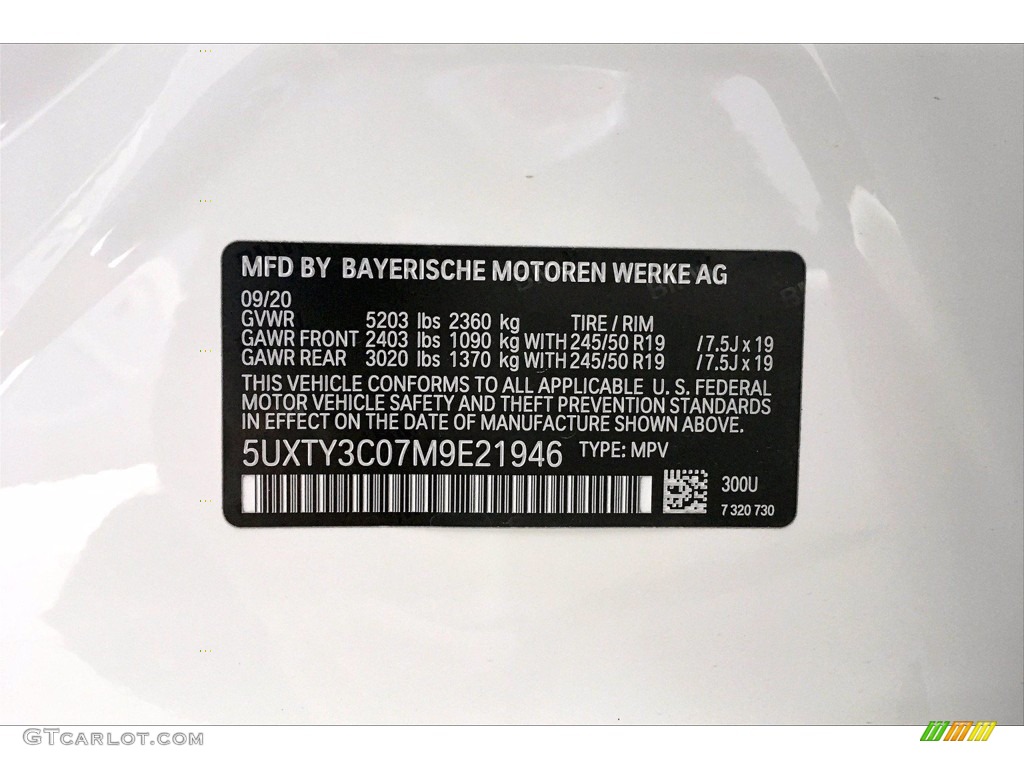 MFD BY BAYERISCHE MOTOREN WERKE AG
09/20
GVWR 5203 lbs 2360 kg TIRE / RIM
GAWR FRONT 2403 lbs 1090 kg WITH 245/50 R19 /7.5J x 19
GAWR REAR 3020 lbs 1370 kg WITH 245/50 R19 /7.5J x 19
THIS VEHICLE CONFORMS TO ALL APPLICABLE U. S. FEDERAL
MOTOR VEHICLE SAFETY AND THEFT PREVENTION STANDARDS
IN EFFECT ON THE DATE OF MANUFACTURE SHOWN ABOVE.
5UXTY3C07M9E21946 TYPE: MPV
300U
7 320 730
GTCARLOT.COM